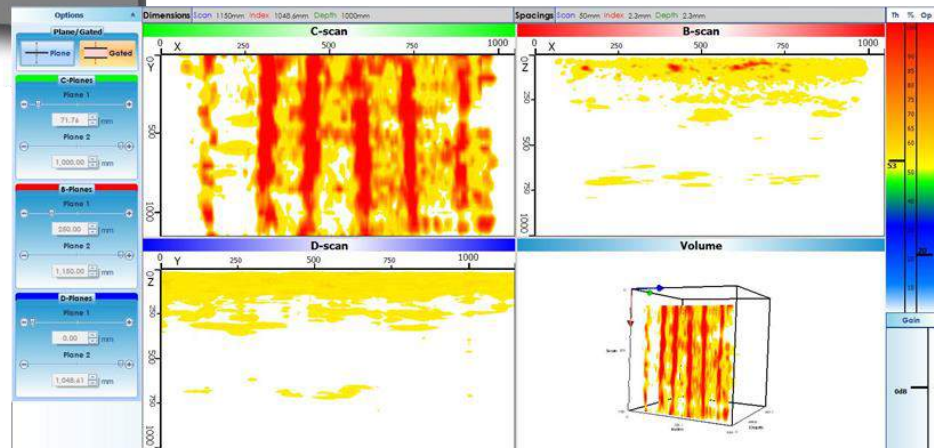 Options
Plane/Gated
Plane Gated
C-Planes
Plane 1
71.76 mm
Plane 2
1,000.00 mm
B-Planes
Plane 1
250.00 mm
Plane 2
1,150.00 mm
D-Planes
Plane 1
0.00 mm
Plane 2
1,048.61 mm
Dimensions Scan 1150mm Index 1048.6mm Depth 1000mm
C-scan
X 250 500 750 1000
Y 0 500 1000
Spacings Scan 50mm Index 2.3mm Depth 2.3mm
B-scan
X 250 500 750 1000
Z 0 250 500 750 1000
D-scan
Y 250 500 750 1000
Z 0 250 500 750 1000
Volume
Th % Op
53
20
Gain
0dB